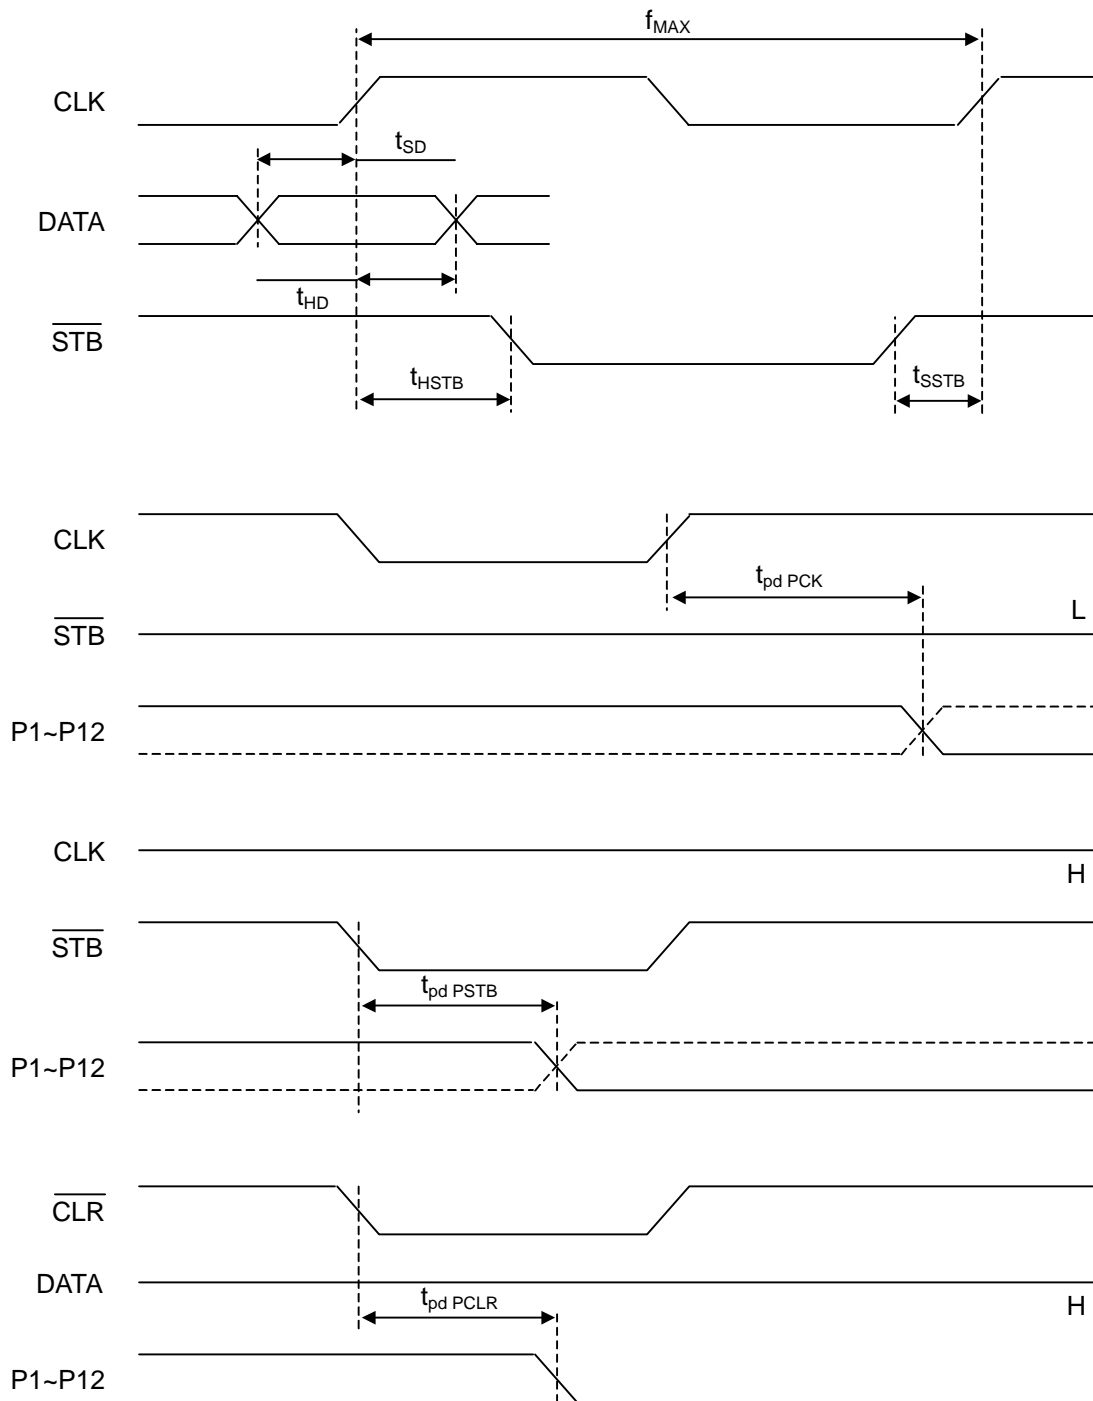 fMAX
CLK
tSD
DATA
tHD
STB
tHSTB
tSSTB
CLK
tpd PCK
L
STB
P1~P12
CLK
H
STB
tpd PSTB
P1~P12
CLR
DATA
tpd PCLR
H
P1~P12